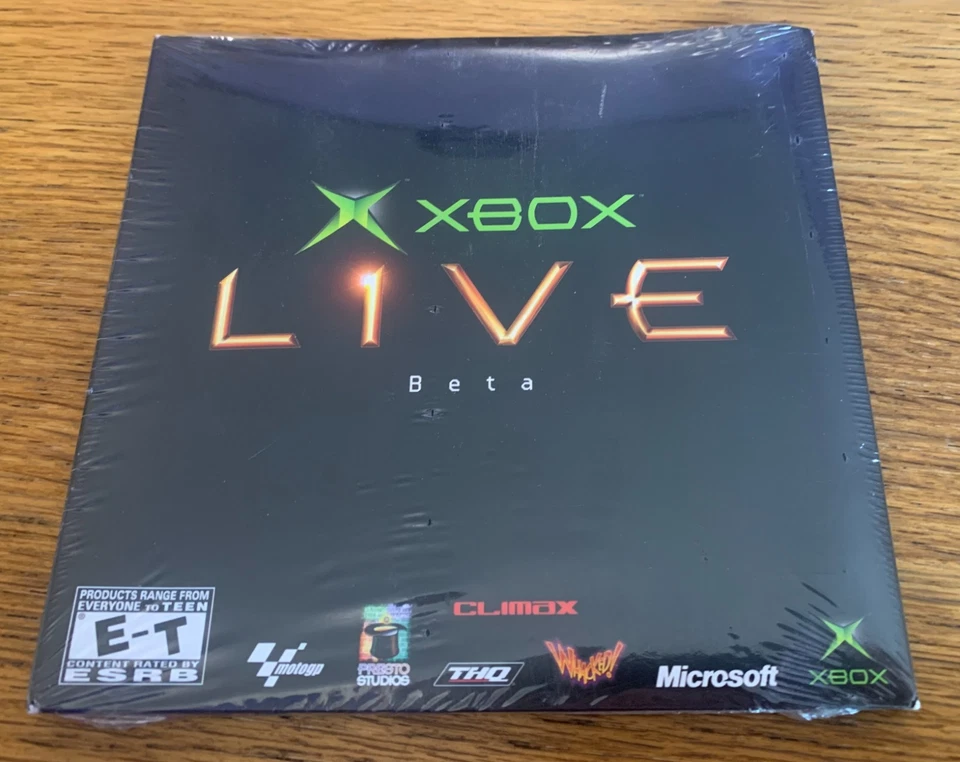 XBOX
LIVE
Beta
PRODUCTS RANGE FROM
EVERYONE TO TEEN
E-T
CONTENT RATED BY
ESRB
motogp
PRESTO
STUDIOS
CLIMAX
THQ
WHACKED!
Microsoft
XBOX